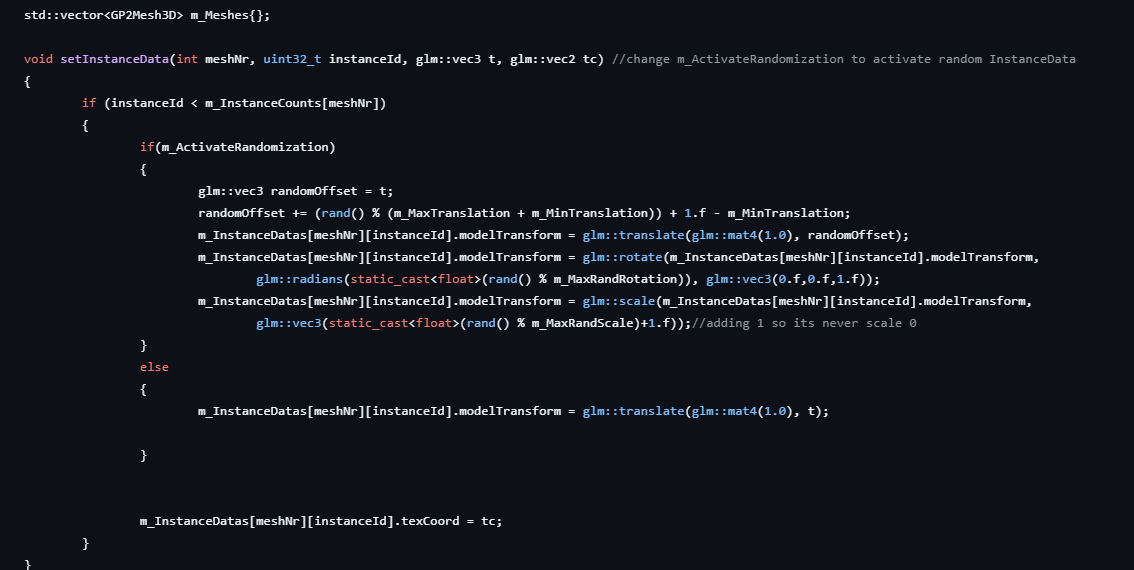 std::vector<GP2Mesh3D> m_Meshes{};
void setInstanceData(int meshNr, uint32_t instanceId, glm::vec3 t, glm::vec2 tc) //change m_ActivateRandomization to activate random InstanceData
{
if (instanceId < m_InstanceCounts[meshNr])
{
if(m_ActivateRandomization)
{
glm::vec3 randomOffset = t;
randomOffset += (rand() % (m_MaxTranslation + m_MinTranslation)) + 1.f - m_MinTranslation;
m_InstanceDatas[meshNr][instanceId].modelTransform = glm::translate(glm::mat4(1.0), randomOffset);
m_InstanceDatas[meshNr][instanceId].modelTransform = glm::rotate(m_InstanceDatas[meshNr][instanceId].modelTransform,
glm::radians(static_cast<float>(rand() % m_MaxRandRotation)), glm::vec3(0.f,0.f,1.f));
m_InstanceDatas[meshNr][instanceId].modelTransform = glm::scale(m_InstanceDatas[meshNr][instanceId].modelTransform,
glm::vec3(static_cast<float>(rand() % m_MaxRandScale)+1.f));//adding 1 so its never scale 0
}
else
{
m_InstanceDatas[meshNr][instanceId].modelTransform = glm::translate(glm::mat4(1.0), t);
}
m_InstanceDatas[meshNr][instanceId].texCoord = tc;
}
}